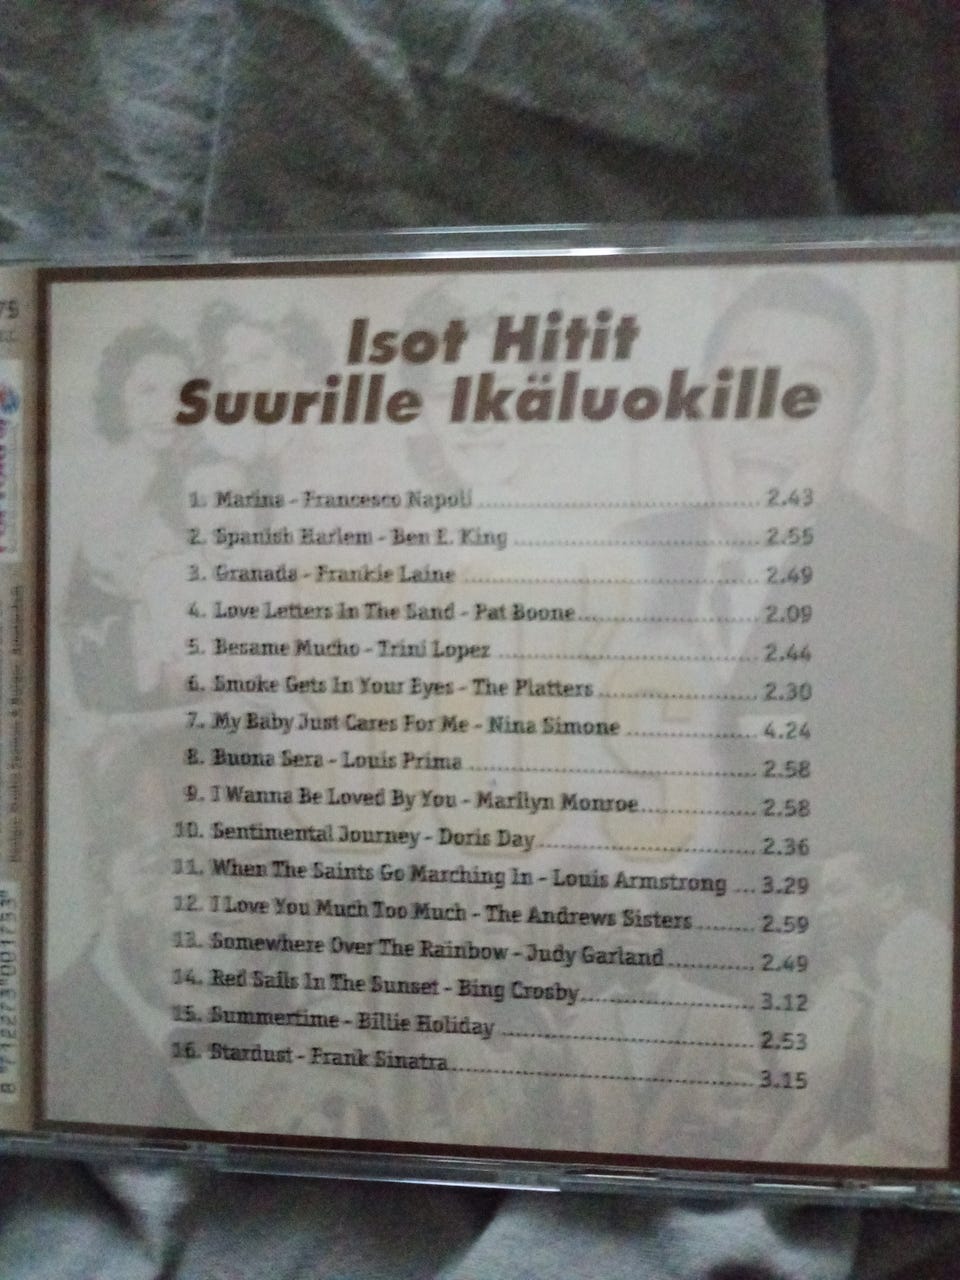 Isot Hitit
Suurille Ikäluokille
1. Marina - Francesco Napoli 2.43
2. Spanish Harlem - Ben E. King 2.55
3. Granada - Frankie Laine 2.49
4. Love Letters In The Sand - Pat Boone 2.09
5. Besame Mucho - Trini Lopez 2.44
6. Smoke Gets In Your Eyes - The Platters 2.30
7. My Baby Just Cares For Me - Nina Simone 4.24
8. Buona Sera - Louis Prima 2.58
9. I Wanna Be Loved By You - Marilyn Monroe 2.58
10. Sentimental Journey - Doris Day 2.36
11. When The Saints Go Marching In - Louis Armstrong 3.29
12. I Love You Much Too Much - The Andrews Sisters 2.59
13. Somewhere Over The Rainbow - Judy Garland 2.49
14. Red Sails In The Sunset - Bing Crosby 3.12
15. Summertime - Billie Holiday 2.53
16. Stardust - Frank Sinatra 3.15
75
8 712273 001733